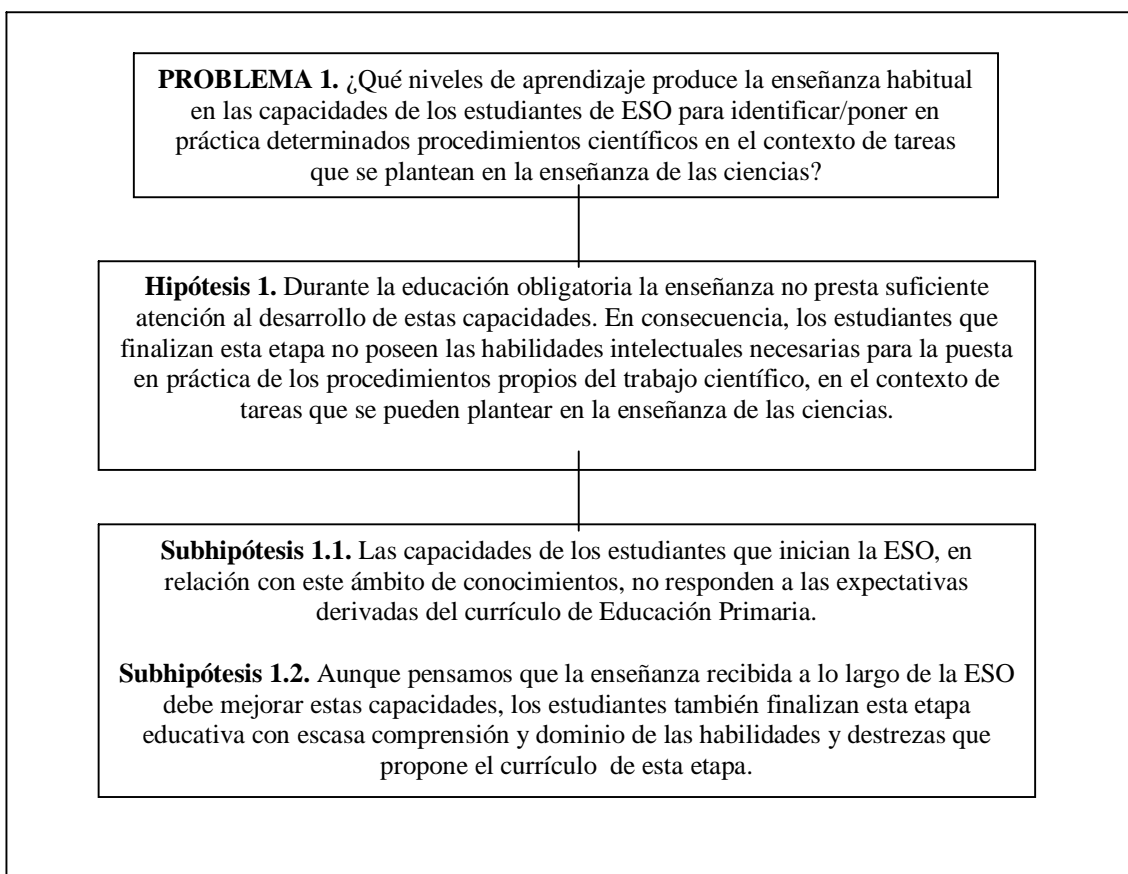 PROBLEMA 1. ¿Qué niveles de aprendizaje produce la enseñanza habitual
en las capacidades de los estudiantes de ESO para identificar/poner en
práctica determinados procedimientos científicos en el contexto de tareas
que se plantean en la enseñanza de las ciencias?
Hipótesis 1. Durante la educación obligatoria la enseñanza no presta suficiente
atención al desarrollo de estas capacidades. En consecuencia, los estudiantes que
finalizan esta etapa no poseen las habilidades intelectuales necesarias para la puesta
en práctica de los procedimientos propios del trabajo científico, en el contexto de
tareas que se pueden plantear en la enseñanza de las ciencias.
Subhipótesis 1.1. Las capacidades de los estudiantes que inician la ESO, en
relación con este ámbito de conocimientos, no responden a las expectativas
derivadas del currículo de Educación Primaria.
Subhipótesis 1.2. Aunque pensamos que la enseñanza recibida a lo largo de la ESO
debe mejorar estas capacidades, los estudiantes también finalizan esta etapa
educativa con escasa comprensión y dominio de las habilidades y destrezas que
propone el currículo de esta etapa.